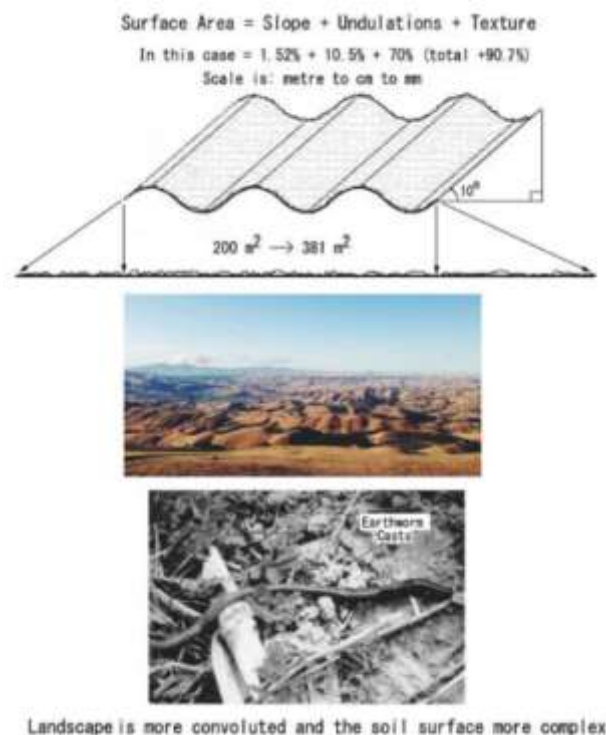 Surface Area = Slope + Undulations + Texture
In this case = 1.52% + 10.5% + 70% (total +90.7%)
Scale is: metre to cm to mm
10°
200 m² → 381 m²
Earthworm
Casts
Landscape is more convoluted and the soil surface more complex